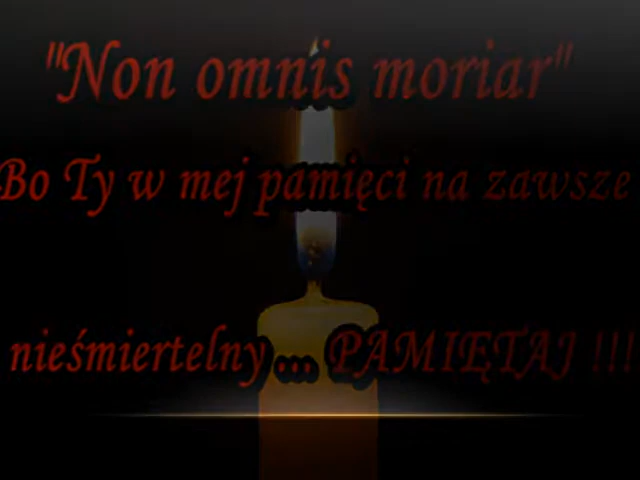 "Non omnis moriar"
Bo Ty w mej pamięci na zawsze
nieśmiertelny... PAMIĘTAJ !!!